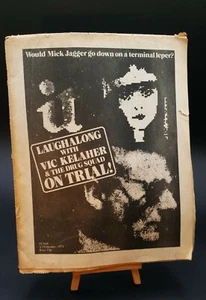 Would Mick Jagger go down on a terminal leper?
it
LAUGHALONG
WITH
VIC KELAHER
& THE DRUG SQUAD
ON TRIAL!